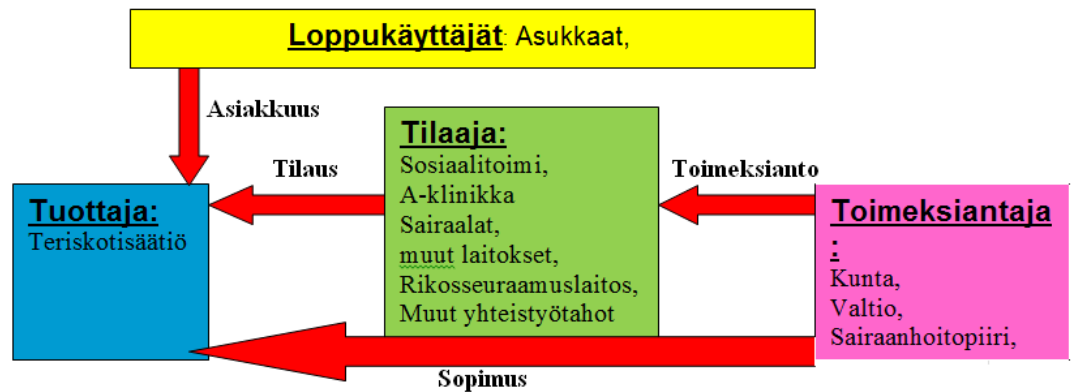 Loppukäyttäjät: Asukkaat,
Asiakkuus
Tilaaja:
Sosiaalitoimi,
A-klinikka
Sairaalat,
muut laitokset,
Rikosseuraamuslaitos,
Muut yhteistyötahot
Tilaus
Toimeksianto
Tuottaja:
Teriskotisäätiö
Toimeksiantaja
:
Kunta,
Valtio,
Sairaanhoitopiiri,
Sopimus